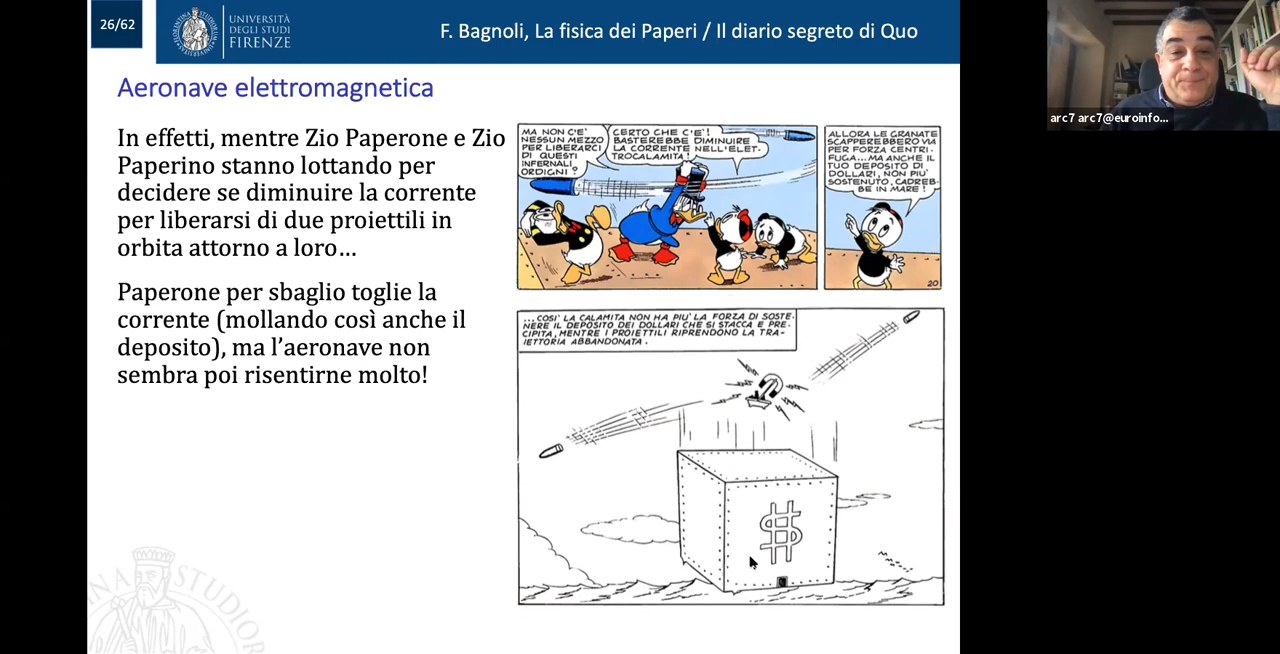 26/62
UNIVERSITÀ
DEGLI STUDI
FIRENZE
F. Bagnoli, La fisica dei Paperi / Il diario segreto di Quo
arc7 arc7@euroinfo...
Aeronave elettromagnetica
In effetti, mentre Zio Paperone e Zio
Paperino stanno lottando per
decidere se diminuire la corrente
per liberarsi di due proiettili in
orbita attorno a loro…
Paperone per sbaglio toglie la
corrente (mollando così anche il
deposito), ma l’aeronave non
sembra poi risentirne molto!
MA NON C'E'
NESSUN MEZZO
PER LIBERARCI
DI QUESTI
INFERNALI
ORDIGNI ?
CERTO CHE C'E'!
BASTEREBBE DIMINUIRE
LA CORRENTE NELL'ELET-
TROCALAMITA!
ALLORA LE GRANATE
SCAPPEREBBERO VIA
PER FORZA CENTRI-
FUGA...MA ANCHE IL
TUO DEPOSITO DI
DOLLARI, NON PIU'
SOSTENUTO, CADREB-
BE IN MARE !
20
... COSI' LA CALAMITA NON HA PIU' LA FORZA DI SOSTE-
NERE IL DEPOSITO DEI DOLLARI CHE SI STACCA E PRE-
CIPITA, MENTRE I PROIETTILI RIPRENDONO LA TRA-
IETTORIA ABBANDONATA.
$